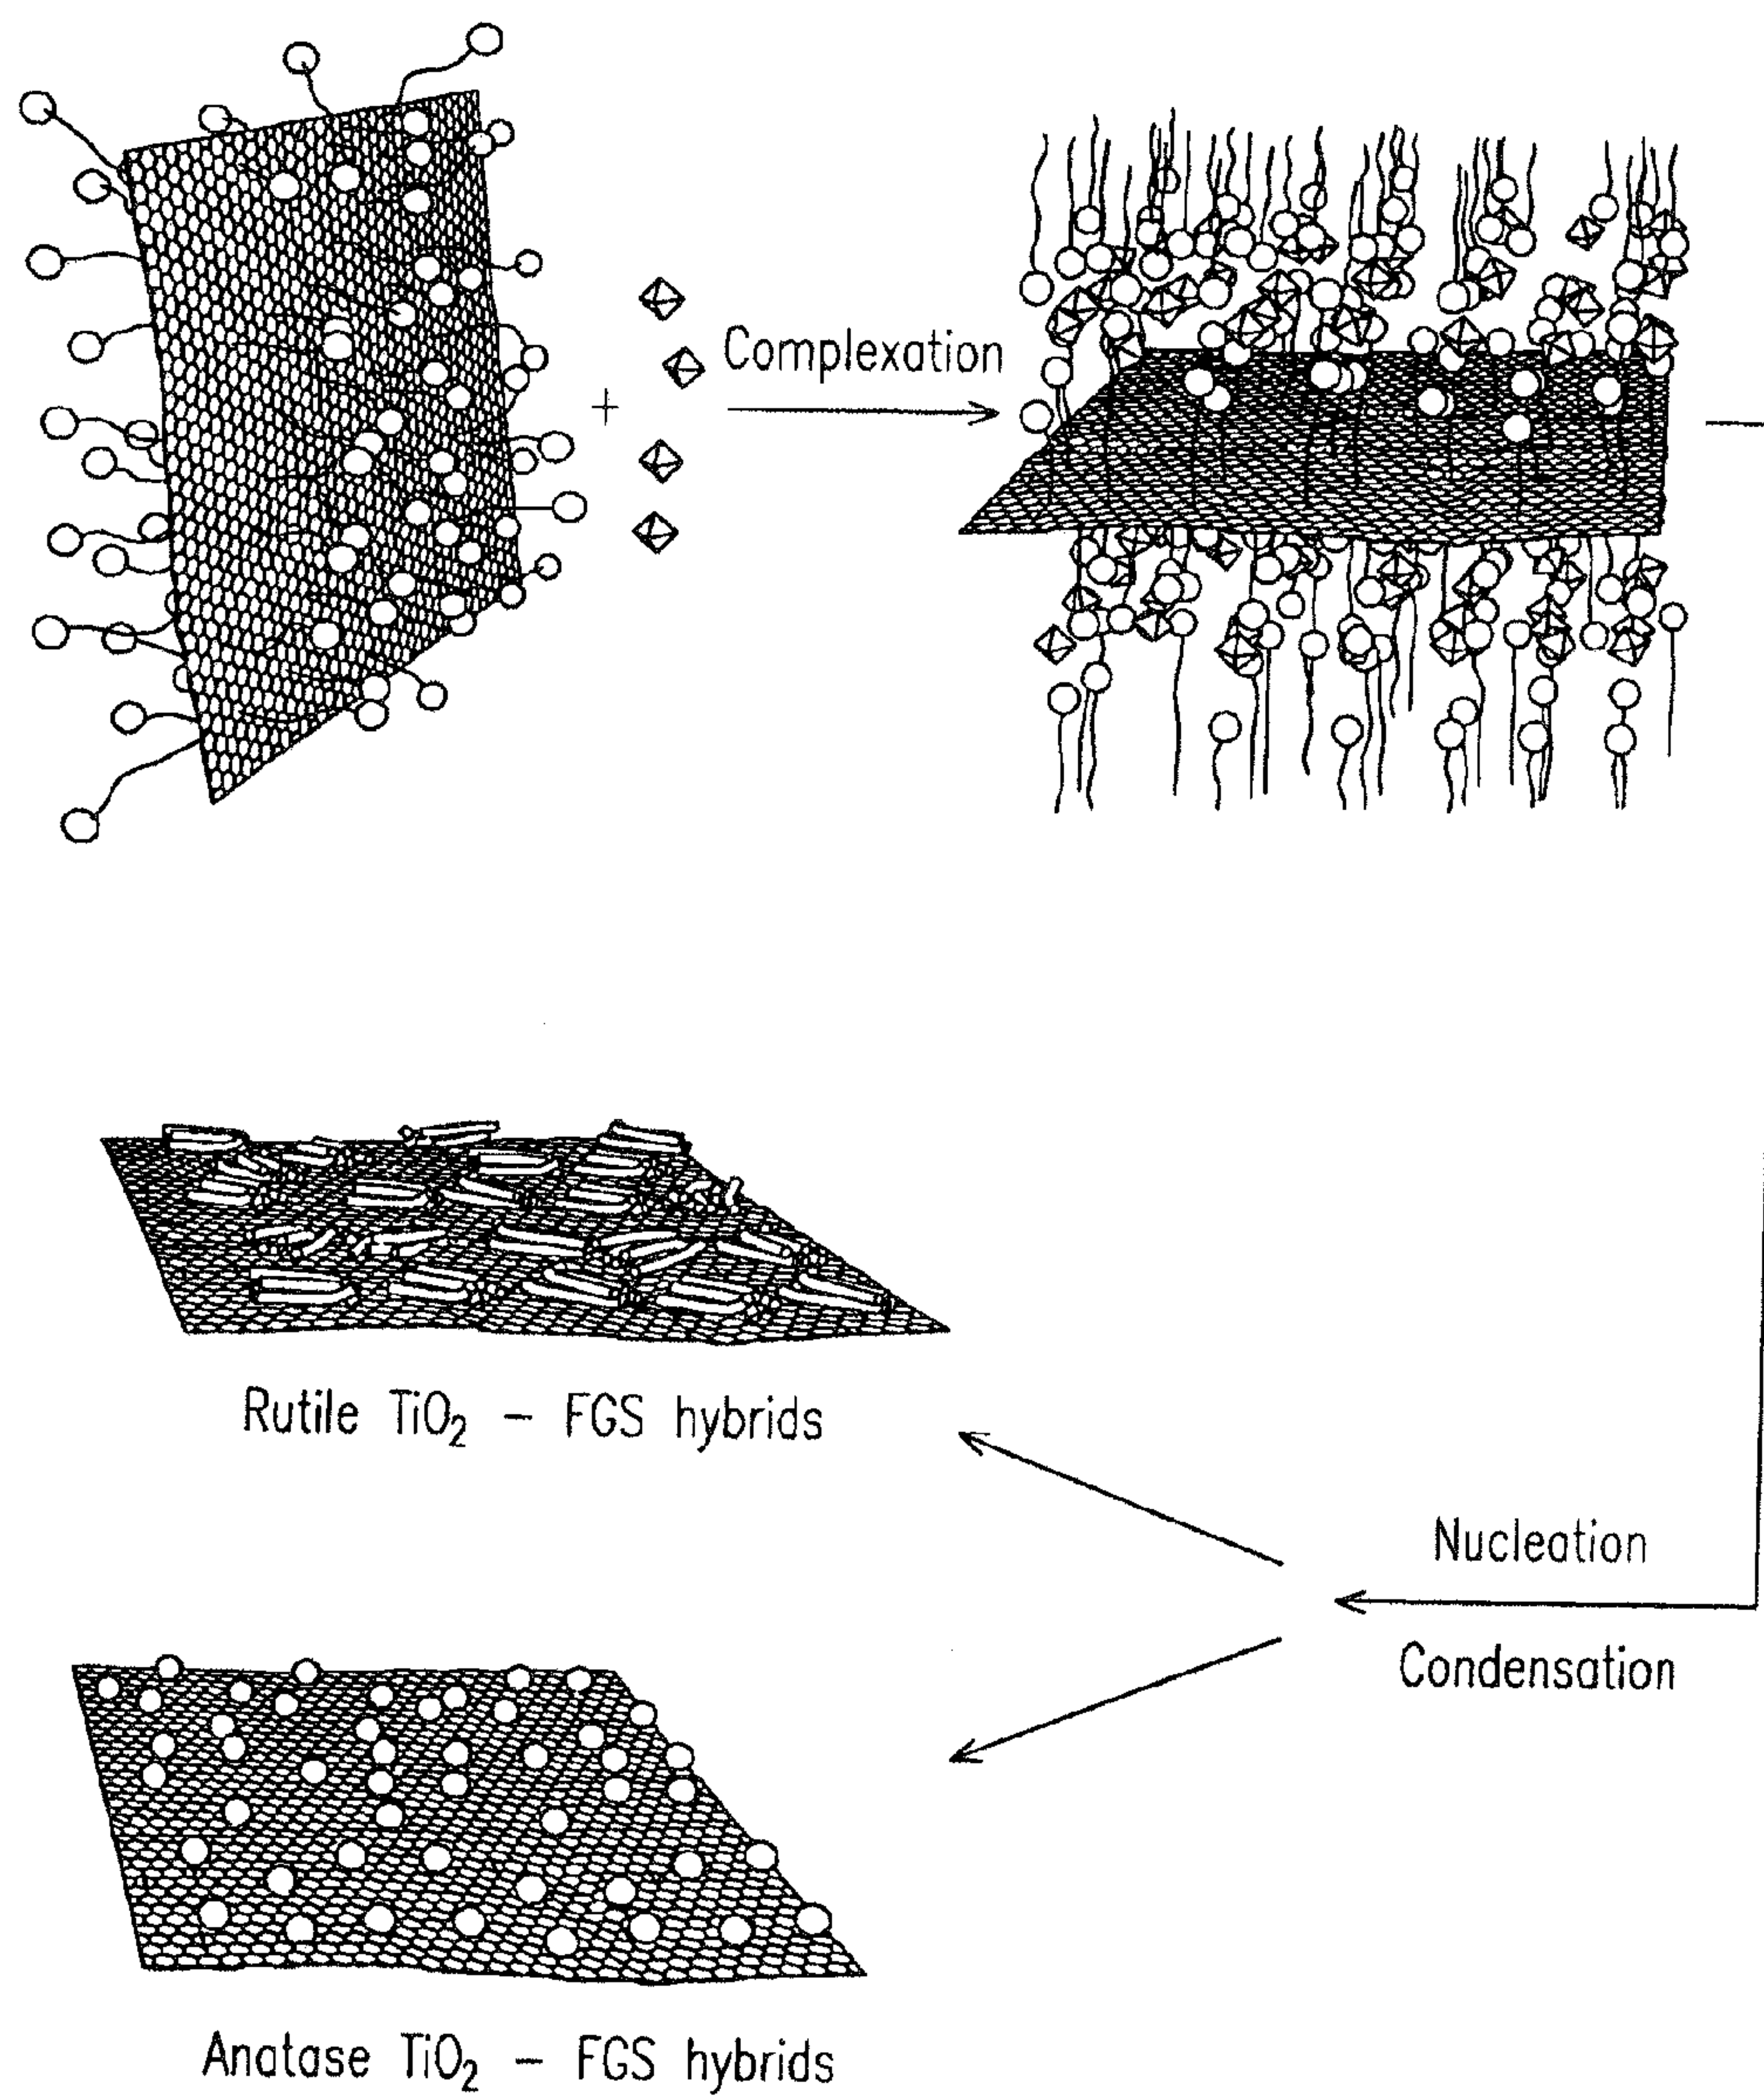 +
Complexation
Rutile TiO₂ – FGS hybrids
Nucleation
Condensation
Anatase TiO₂ – FGS hybrids